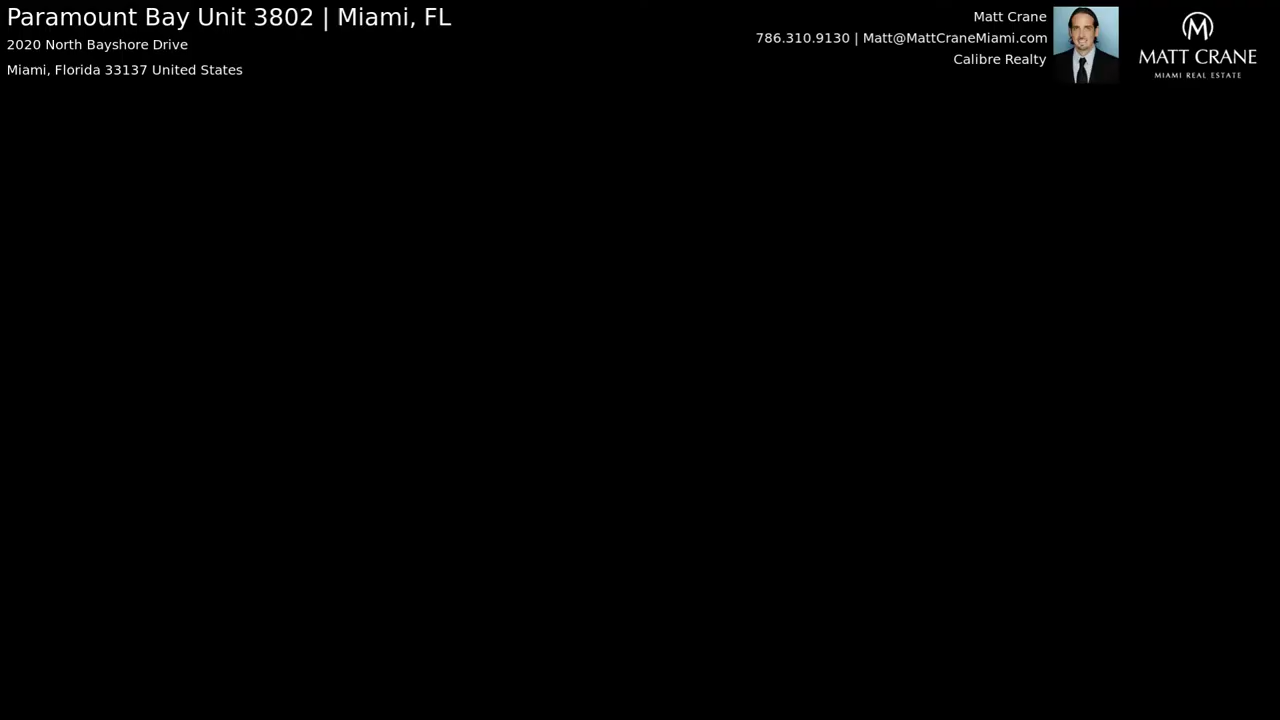 Paramount Bay Unit 3802 | Miami, FL
2020 North Bayshore Drive
Miami, Florida 33137 United States
Matt Crane
786.310.9130 | Matt@MattCraneMiami.com
Calibre Realty
M
MATT CRANE
MIAMI REAL ESTATE